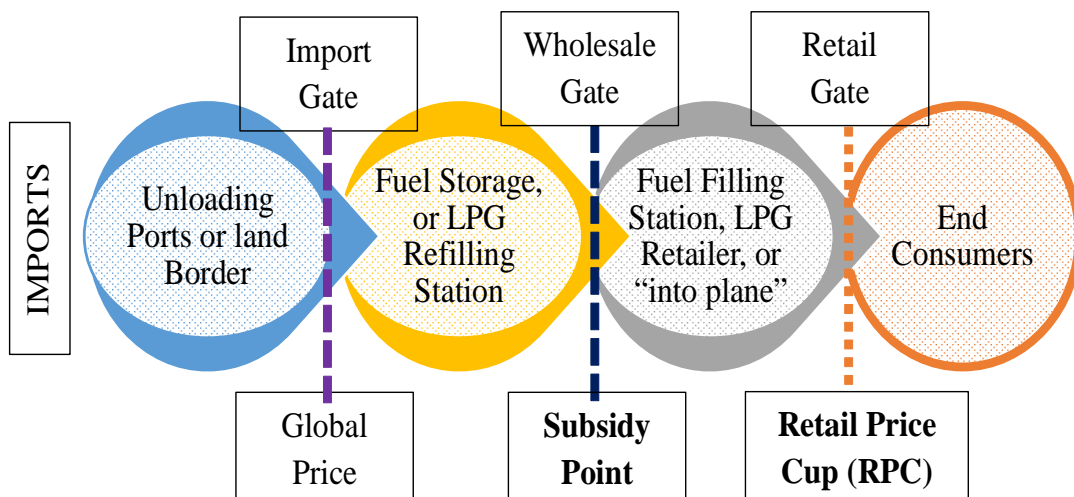 Import
Gate
Wholesale
Gate
Retail
Gate
IMPORTS
Unloading
Ports or land
Border
Fuel Storage,
or LPG
Refilling
Station
Fuel Filling
Station, LPG
Retailer, or
“into plane”
End
Consumers
Global
Price
Subsidy
Point
Retail Price
Cup (RPC)